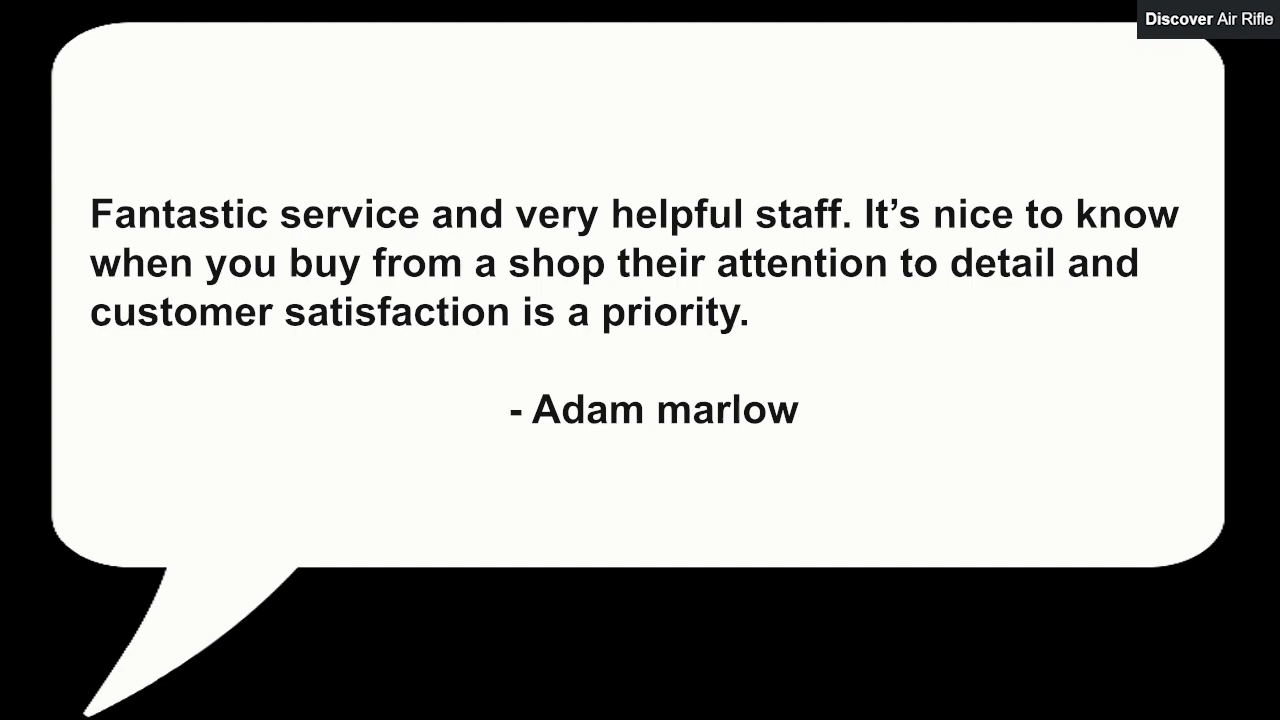 Discover Air Rifle
Fantastic service and very helpful staff. It’s nice to know
when you buy from a shop their attention to detail and
customer satisfaction is a priority.
- Adam marlow